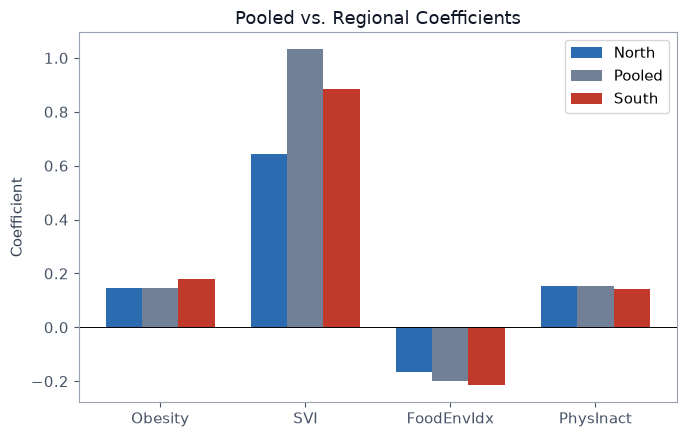 Pooled vs. Regional Coefficients
North
Pooled
South
Coefficient
1.0
0.8
0.6
0.4
0.2
0.0
−0.2
Obesity
SVI
FoodEnvIdx
PhysInact